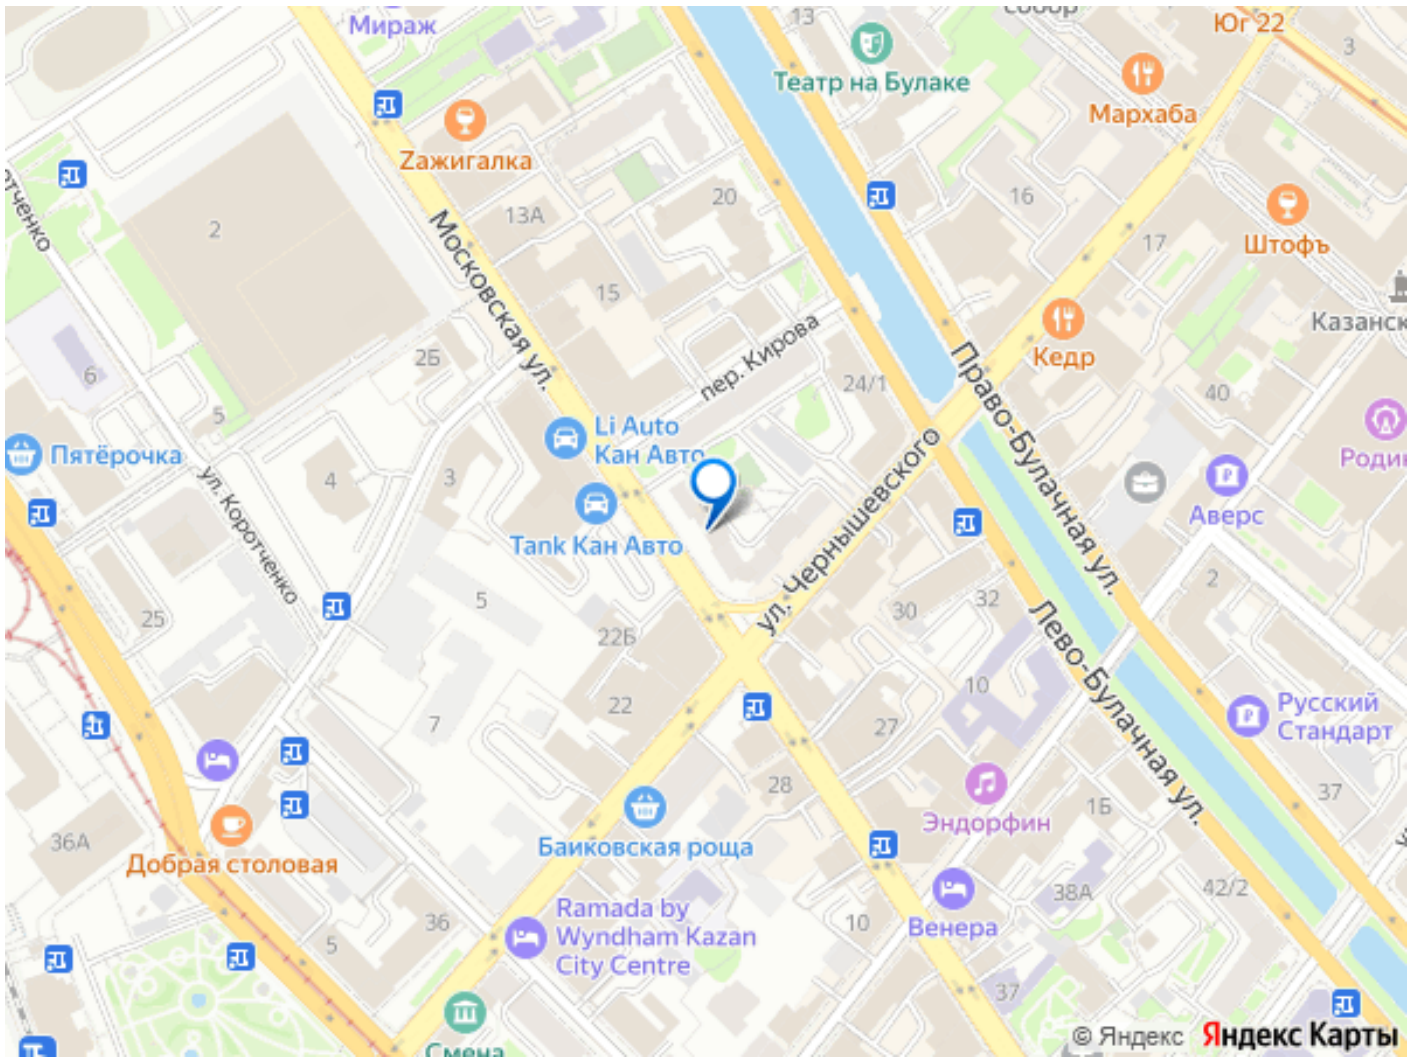 Мираж
13
собор
Юг 22
3
Театр на Булаке
Мархаба
Zажигалка
20
16
13А
Штофъ
2
17
отченко
Московская ул.
15
Казанск
пер. Кирова
Кедр
2Б
6
24/1
Право-Булачная ул.
40
5
Li Auto
Кан Авто
Пятёрочка
ул. Коротченко
4
3
Родин
Аверс
Tank Кан Авто
ул. Чернышевского
2
5
25
30
32
22Б
Лево-Булачная ул.
10
22
7
27
Русский
Стандарт
28
37
1Б
Эндорфин
36А
Добрая столовая
Баиковская роща
38А
42/2
36
5
Ramada by
Wyndham Kazan
City Centre
10
Венера
37
Смена
© Яндекс Яндекс Карты